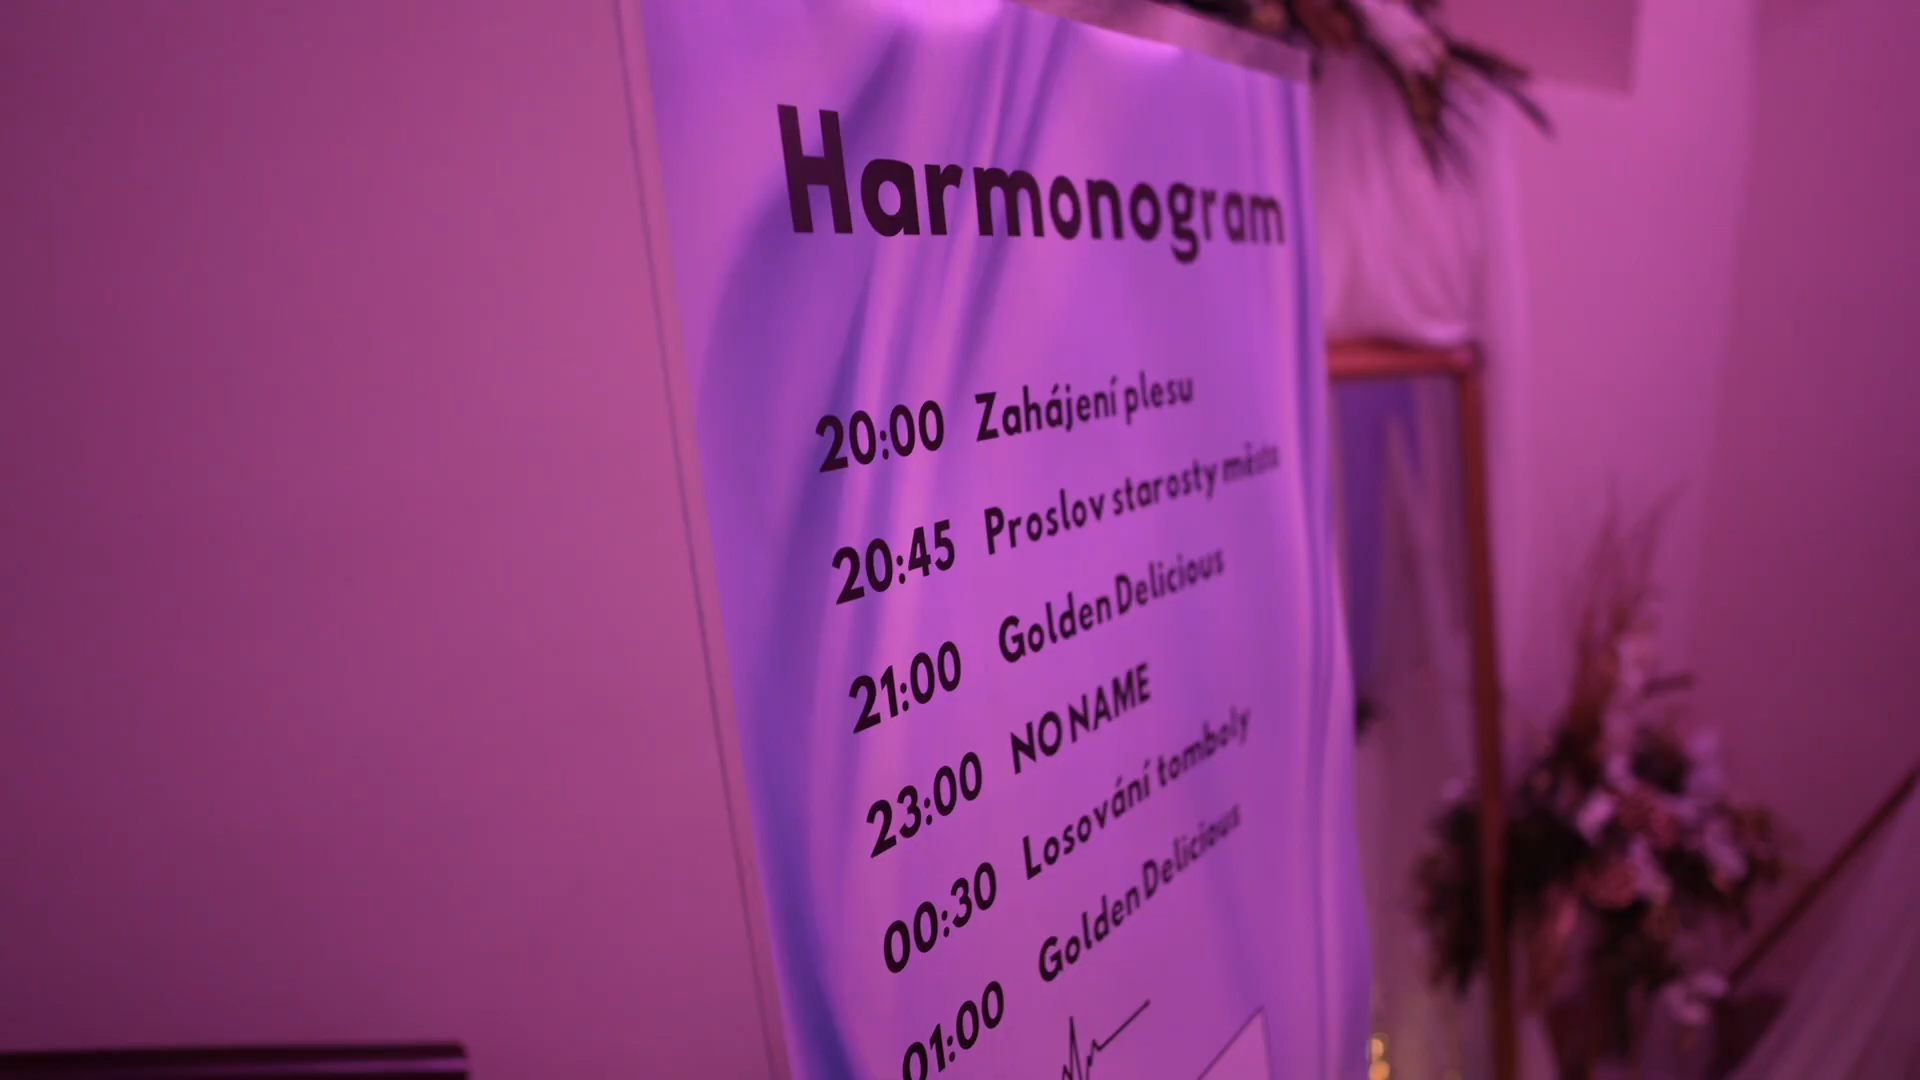 Harmonogram
20:00 Zahájení plesu
20:45 Proslov starosty města
21:00 Golden Delicious
23:00 NO NAME
00:30 Losování tomboly
01:00 Golden Delicious